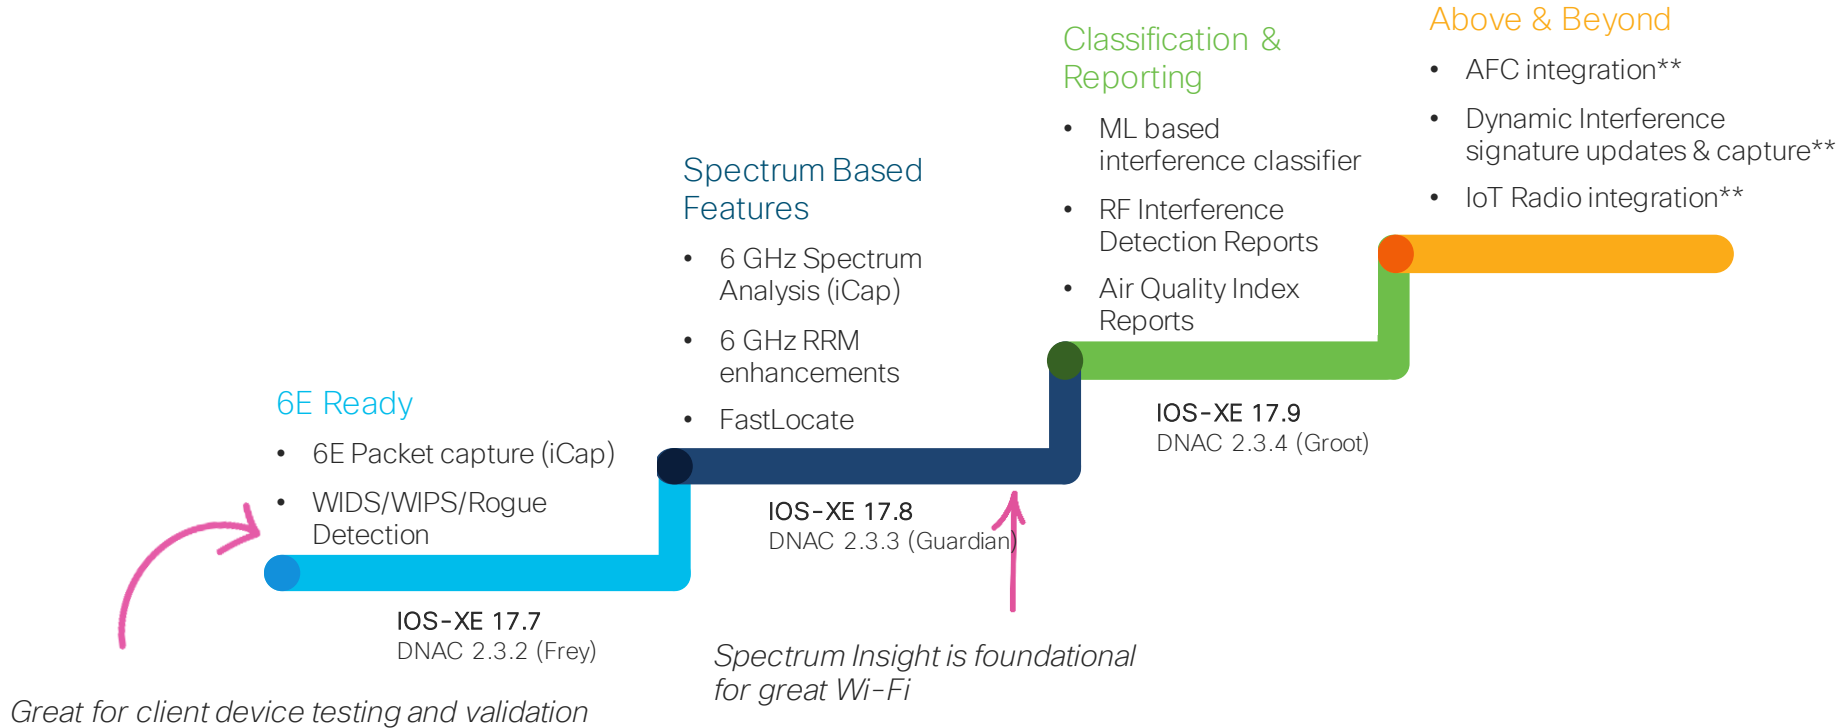 6E Ready
• 6E Packet capture (iCap)
• WIDS/WIPS/Rogue
Detection
IOS-XE 17.7
DNAC 2.3.2 (Frey)
Great for client device testing and validation
Spectrum Based
Features
• 6 GHz Spectrum
Analysis (iCap)
• 6 GHz RRM
enhancements
• FastLocate
IOS-XE 17.8
DNAC 2.3.3 (Guardian)
Spectrum Insight is foundational
for great Wi-Fi
Classification &
Reporting
• ML based
interference classifier
• RF Interference
Detection Reports
• Air Quality Index
Reports
IOS-XE 17.9
DNAC 2.3.4 (Groot)
Above & Beyond
• AFC integration**
• Dynamic Interference
signature updates & capture**
• IoT Radio integration**